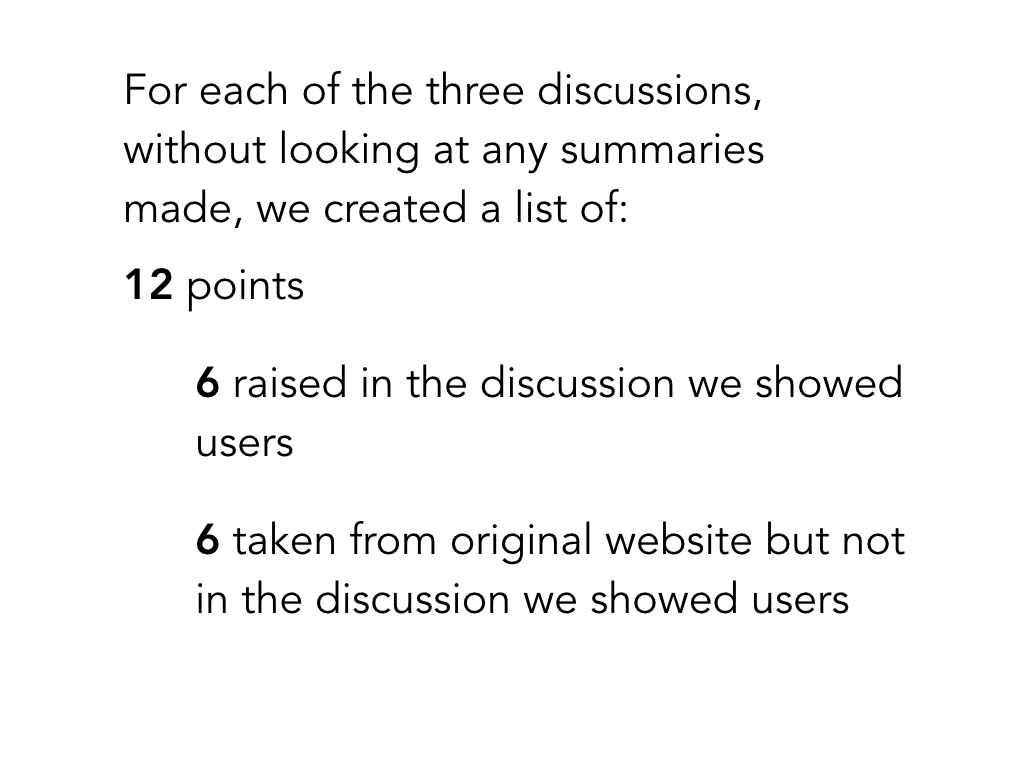 For each of the three discussions,
without looking at any summaries
made, we created a list of:
12 points
6 raised in the discussion we showed
users
6 taken from original website but not
in the discussion we showed users